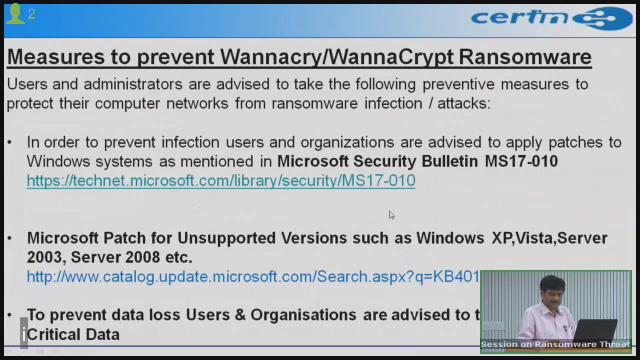 2
certin
Measures to prevent Wannacry/WannaCrypt Ransomware
Users and administrators are advised to take the following preventive measures to
protect their computer networks from ransomware infection / attacks:
• In order to prevent infection users and organizations are advised to apply patches to
Windows systems as mentioned in Microsoft Security Bulletin MS17-010
https://technet.microsoft.com/library/security/MS17-010
• Microsoft Patch for Unsupported Versions such as Windows XP,Vista,Server
2003, Server 2008 etc.
http://www.catalog.update.microsoft.com/Search.aspx?q=KB401
• To prevent data loss Users & Organisations are advised to
Critical Data
Session on Ransomware Threat